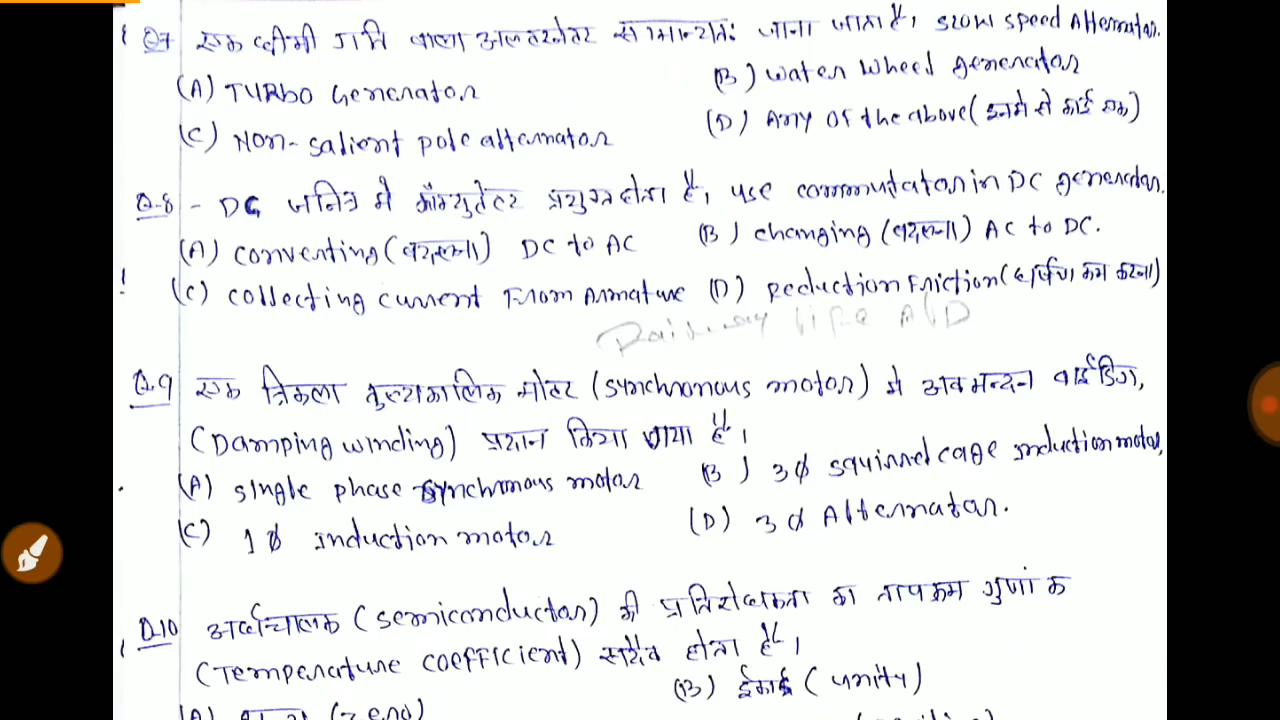 Q7 एक धीमी गति वाला अल्टरनेटर सामान्यतः जाना जाता है, slow speed Alternator.
(A) TURBO Generator (B) water wheel generator
(C) Non-salient pole alternator (D) Any of the above (इनमे से कोई एक)
Q.8 - DC जनित्र मे कॉम्युटेटर प्रयुक्त होता है, use commutator in DC generator.
(A) converting (बदलना) DC to AC (B) changing (बदलना) AC to DC.
(C) collecting current From Armature (D) Reduction Friction (घर्षण कम करना)
Railway
Q.9 एक त्रिकला तुल्यकालिक मोटर (synchronous motor) मे अवमन्दन वाईडिंग,
(Damping winding) प्रदान किया जाता है,
(A) single phase synchronous motor (B) 3φ squirrel cage induction motor,
(C) 1φ induction motor (D) 3φ Alternator.
Q.10 अर्धचालक (semiconductor) की प्रतिरोधकता का तापक्रम गुणांक
(Temperature coefficient) सदैव होता है,
(B) ईकाई (unity)
(A)